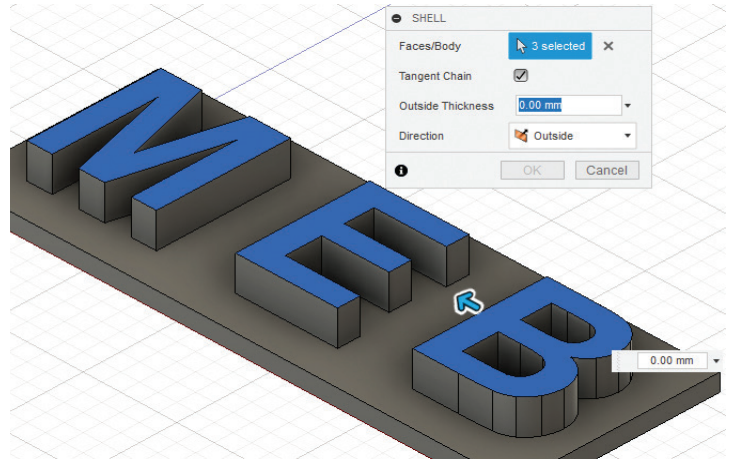 SHELL
Faces/Body 3 selected
Tangent Chain
Outside Thickness 0.00 mm
Direction Outside
OK Cancel
M E B
0.00 mm